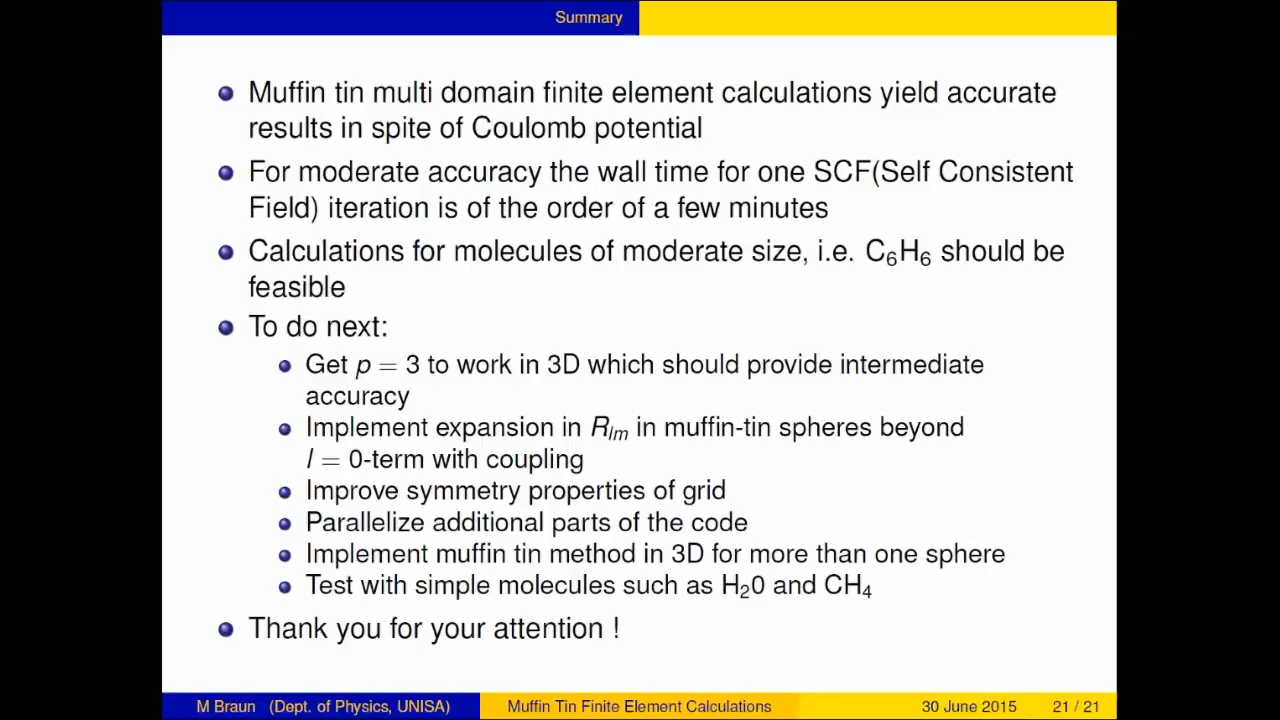 Summary
Muffin tin multi domain finite element calculations yield accurate
results in spite of Coulomb potential
For moderate accuracy the wall time for one SCF(Self Consistent
Field) iteration is of the order of a few minutes
Calculations for molecules of moderate size, i.e. C₆H₆ should be
feasible
To do next:
Get p = 3 to work in 3D which should provide intermediate
accuracy
Implement expansion in Rlm in muffin-tin spheres beyond
l = 0-term with coupling
Improve symmetry properties of grid
Parallelize additional parts of the code
Implement muffin tin method in 3D for more than one sphere
Test with simple molecules such as H₂0 and CH₄
Thank you for your attention !
M Braun (Dept. of Physics, UNISA) Muffin Tin Finite Element Calculations 30 June 2015 21 / 21